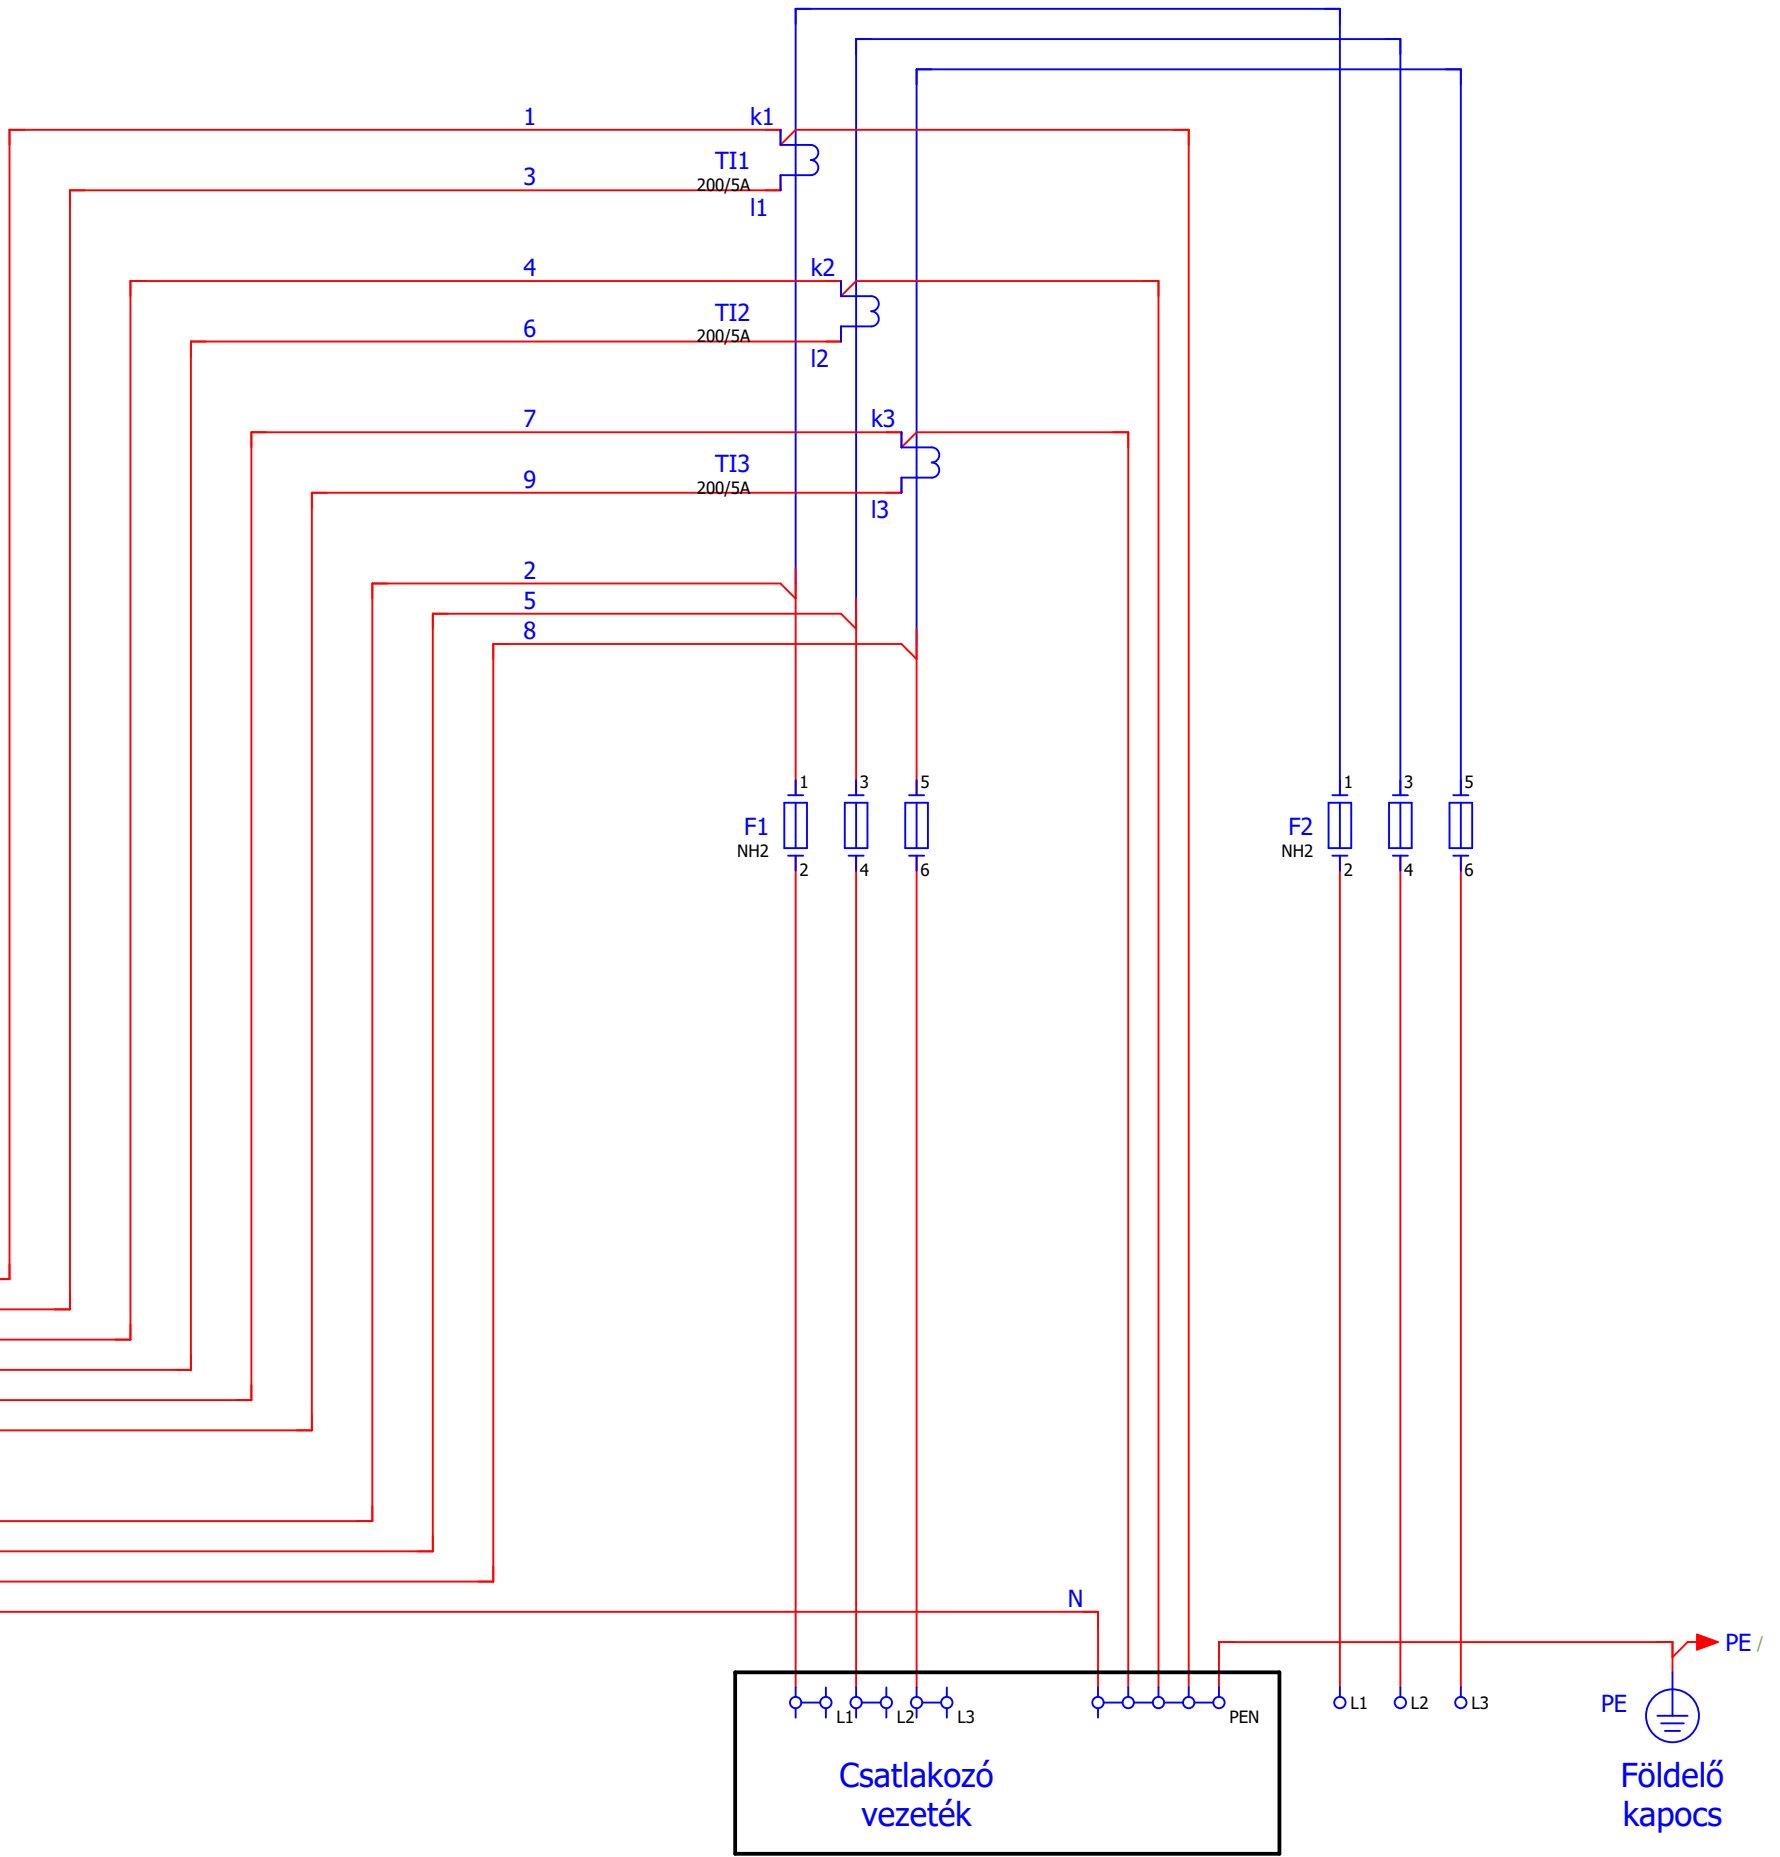 1
k1
TI1
200/5A
3
l1
4
k2
TI2
200/5A
6
l2
7
k3
TI3
200/5A
9
l3
2
5
8
1
3
5
F1
NH2
2
4
6
1
3
5
F2
NH2
2
4
6
N
PE /
L1
L2
L3
PEN
L1
L2
L3
PE
Csatlakozó
vezeték
Földelő
kapocs